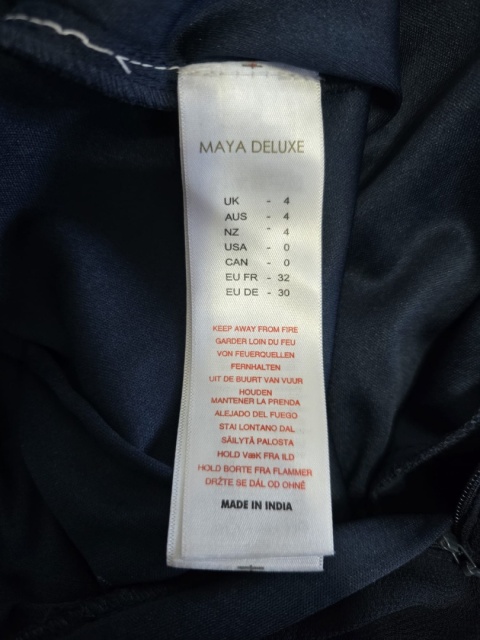 MAYA DELUXE
UK - 4
AUS - 4
NZ - 4
USA - 0
CAN - 0
EU FR - 32
EU DE - 30
KEEP AWAY FROM FIRE
GARDER LOIN DU FEU
VON FEUERQUELLEN
FERNHALTEN
UIT DE BUURT VAN VUUR
HOUDEN
MANTENER LA PRENDA
ALEJADO DEL FUEGO
STAI LONTANO DAL
SÄILYTÄ PALOSTA
HOLD VæK FRA ILD
HOLD BORTE FRA FLAMMER
DRŽTE SE DÁL OD OHNĚ
MADE IN INDIA